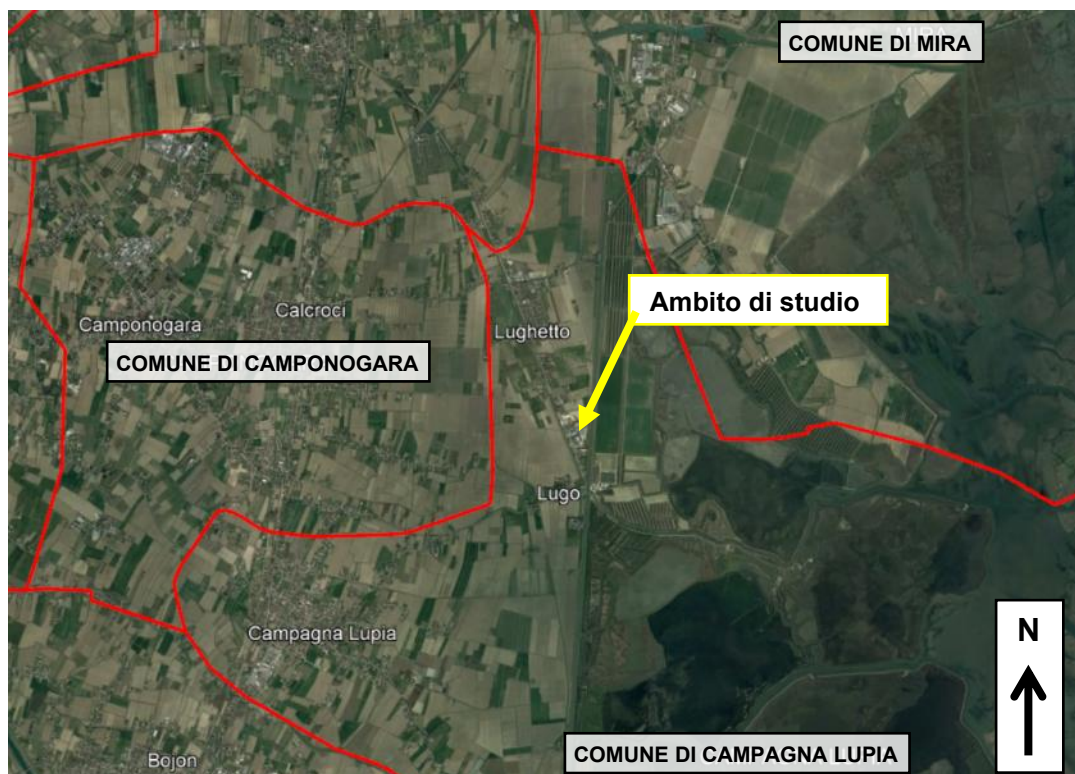 COMUNE DI MIRA
Ambito di studio
Calcroci
Camponogara
Lughetto
COMUNE DI CAMPONOGARA
Lugo
Campagna Lupia
N
COMUNE DI CAMPAGNA LUPIA
Bojon